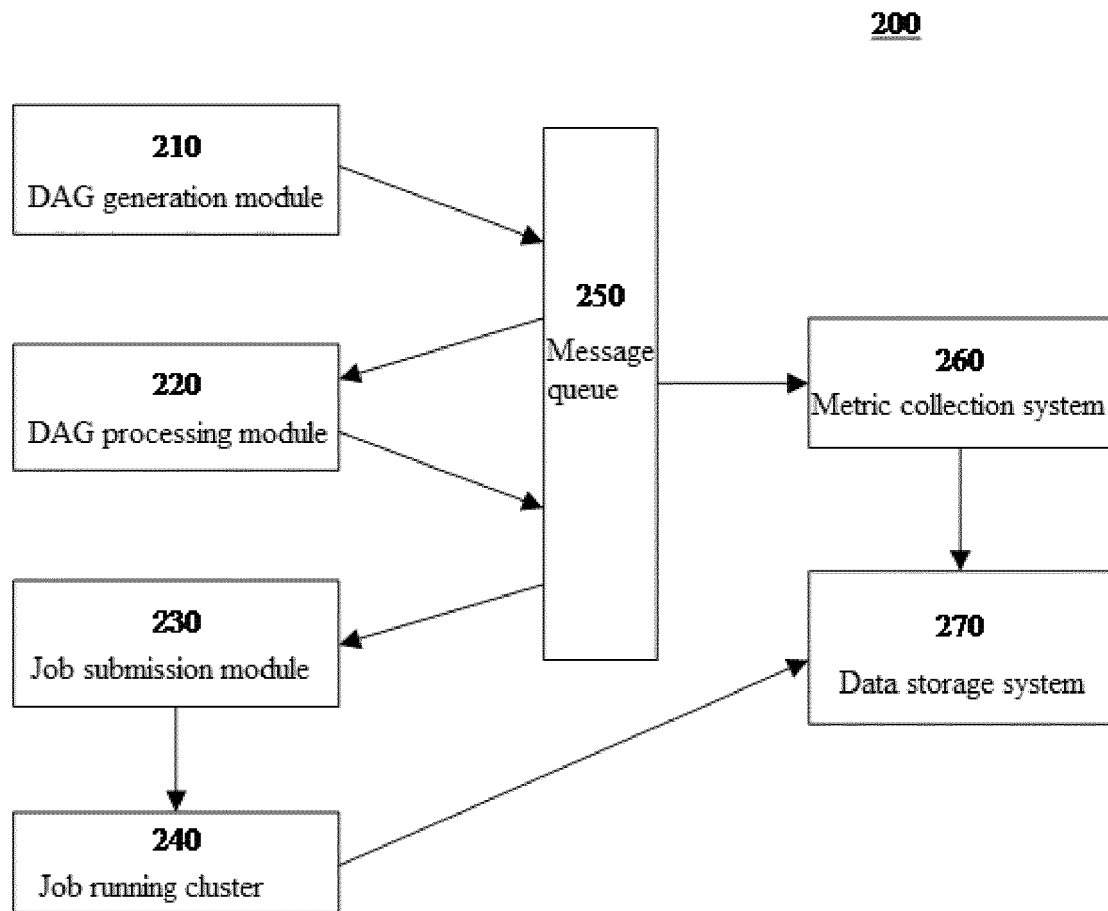 200
210
DAG generation module
220
DAG processing module
230
Job submission module
240
Job running cluster
250
Message
queue
260
Metric collection system
270
Data storage system